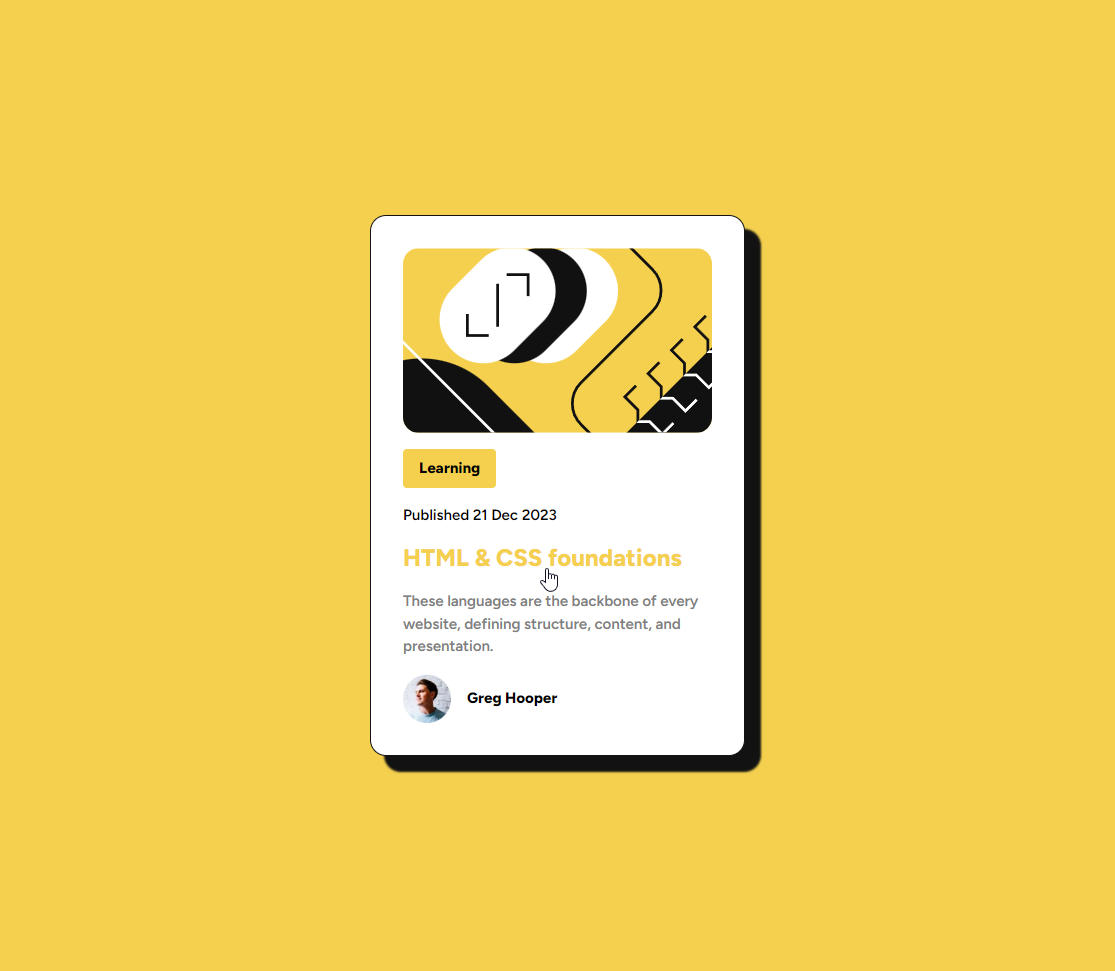 Learning
Published 21 Dec 2023
HTML & CSS foundations
These languages are the backbone of every
website, defining structure, content, and
presentation.
Greg Hooper